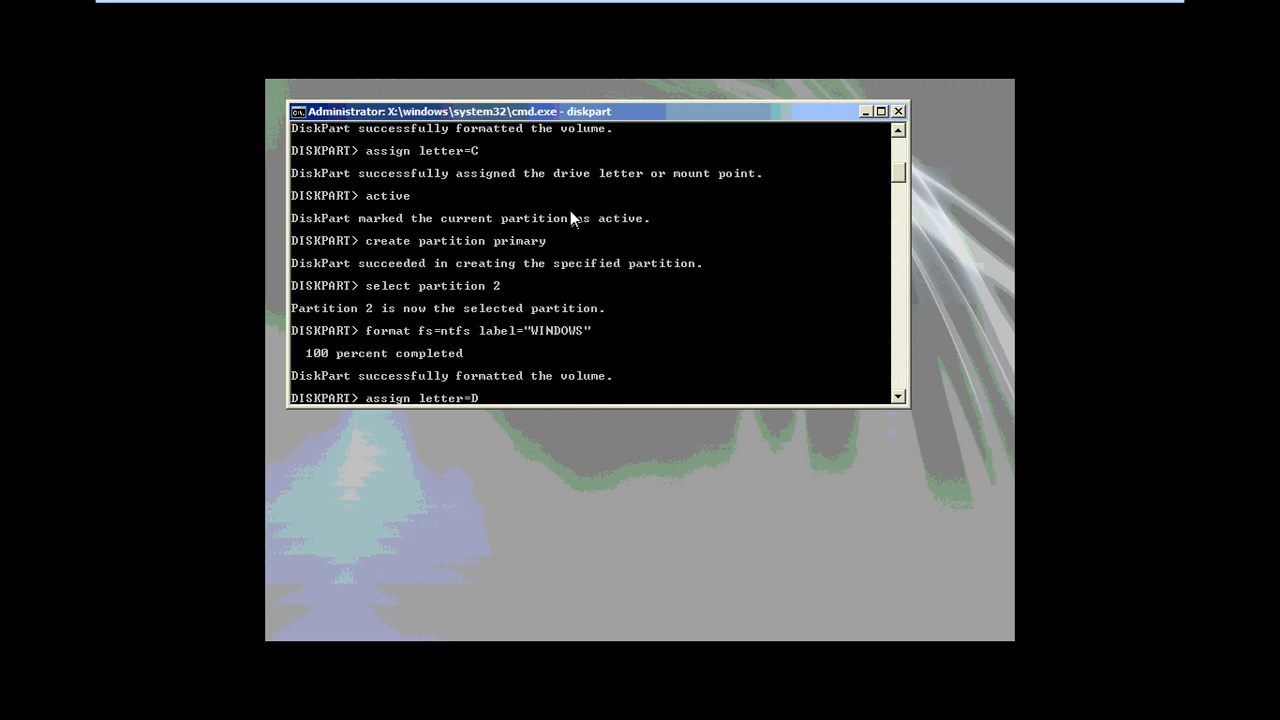 Administrator: X:\windows\system32\cmd.exe - diskpart
DiskPart successfully formatted the volume.
DISKPART> assign letter=C
DiskPart successfully assigned the drive letter or mount point.
DISKPART> active
DiskPart marked the current partition as active.
DISKPART> create partition primary
DiskPart succeeded in creating the specified partition.
DISKPART> select partition 2
Partition 2 is now the selected partition.
DISKPART> format fs=ntfs label="WINDOWS"
100 percent completed
DiskPart successfully formatted the volume.
DISKPART> assign letter=D